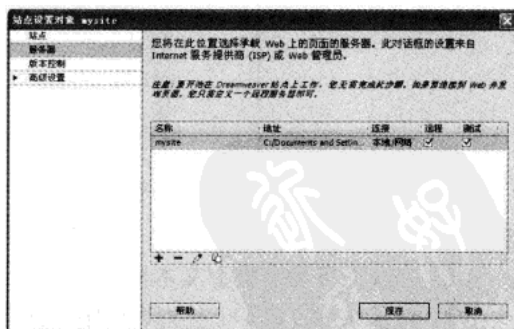 站点设置对象 mysite
站点
服务器
版本控制
高级设置
您将在此位置选择承载 Web 上的页面的服务器。此对话框的设置来自
Internet 服务提供商 (ISP) 或 Web 管理员。
注意: 要开始在 Dreamweaver 站点上工作，您无需完成此步骤。如果要连接到 Web 并发
布页面，您只需定义一个远程服务器即可。
名称 地址 连接 远程 测试
mysite C:/Documents and Settin... 本地/网络
帮助 保存 取消